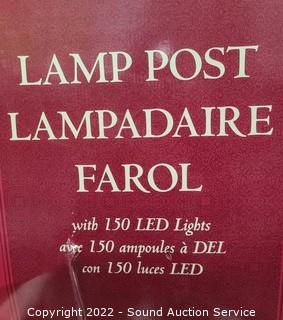 LAMP POST
LAMPADAIRE
FAROL
with 150 LED Lights
avec 150 ampoules à DEL
con 150 luces LED
Copyright 2022 - Sound Auction Service